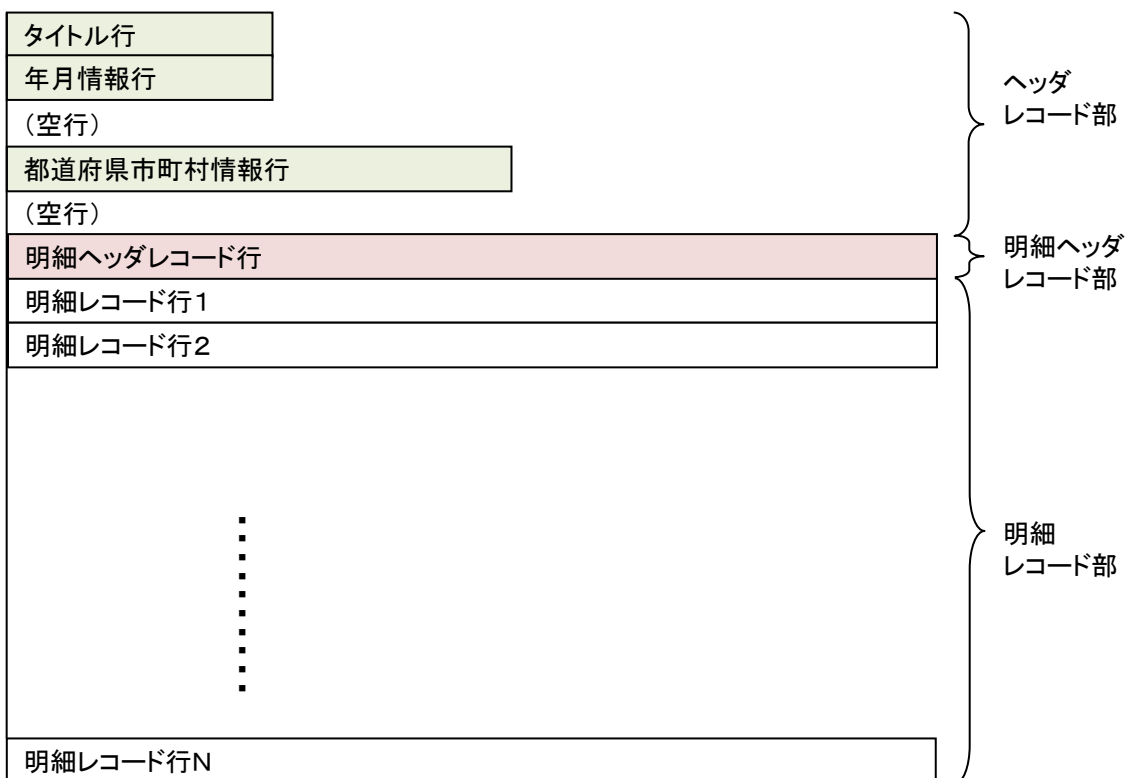 タイトル行
年月情報行
（空行）
都道府県市町村情報行
（空行）
明細ヘッダレコード行
明細レコード行１
明細レコード行２
明細レコード行Ｎ
ヘッダ
レコード部
明細ヘッダ
レコード部
明細
レコード部